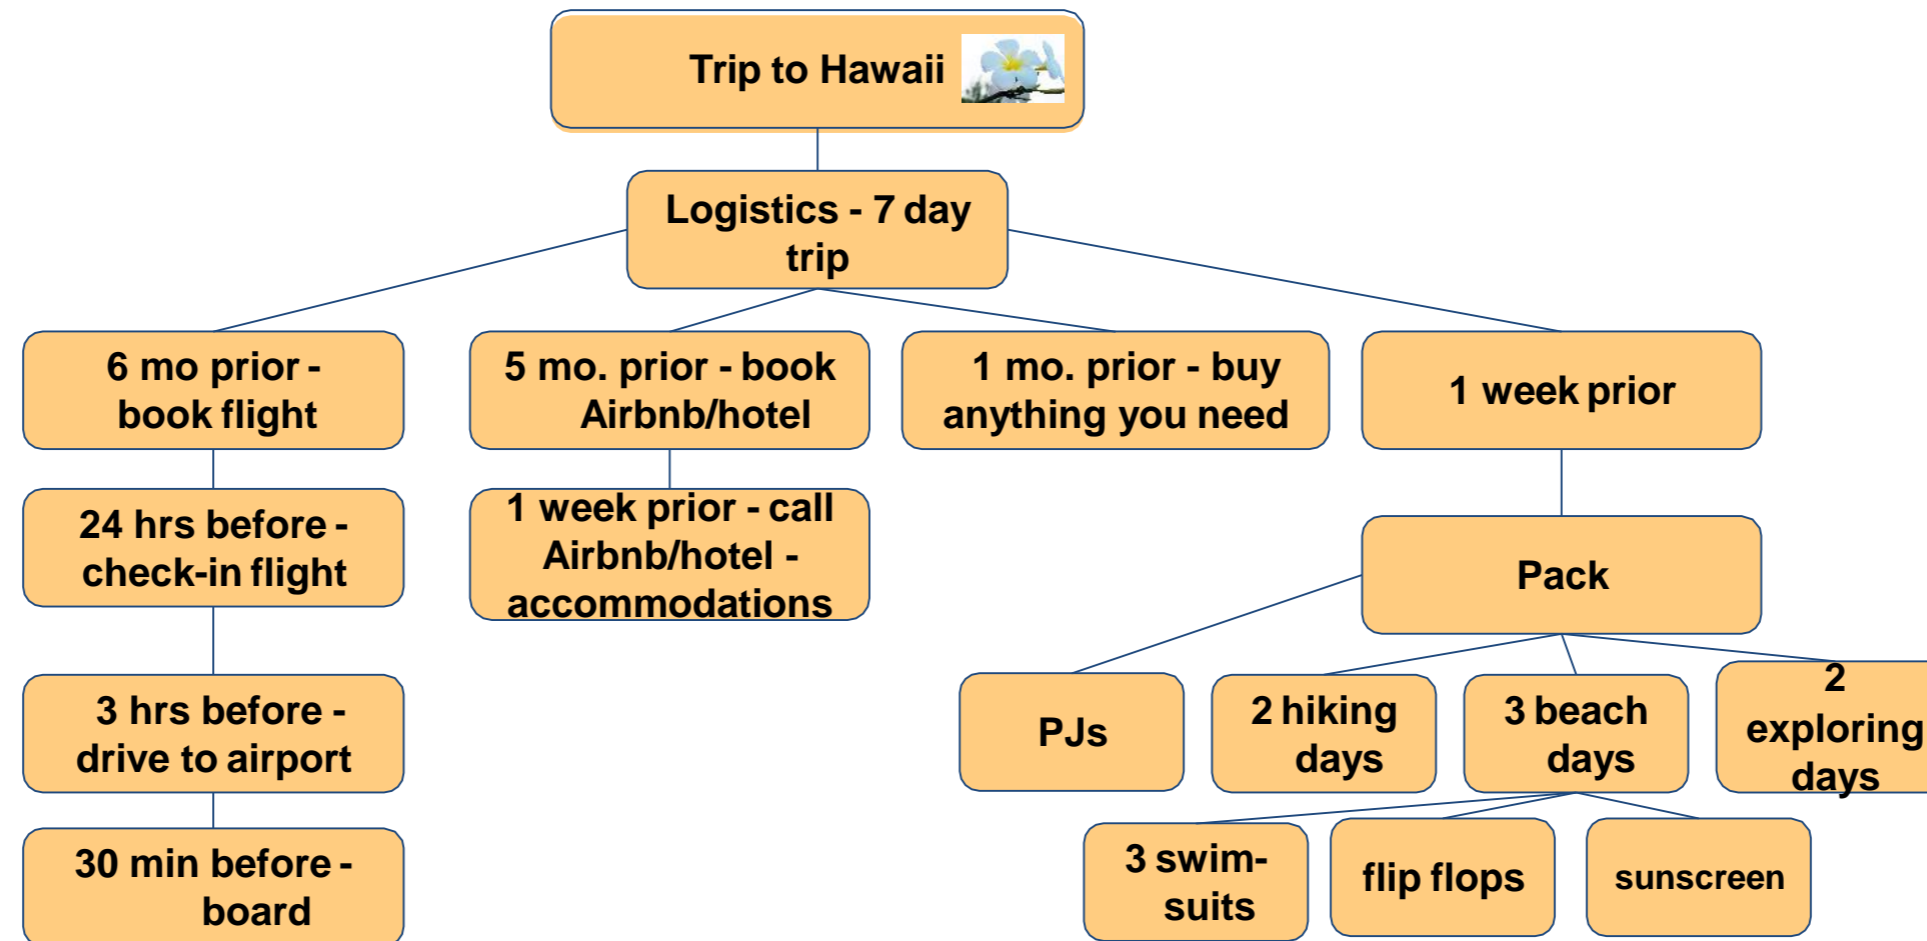 Trip to Hawaii
Logistics - 7 day
trip
6 mo prior -
book flight
5 mo. prior - book
Airbnb/hotel
1 mo. prior - buy
anything you need
1 week prior
24 hrs before -
check-in flight
1 week prior - call
Airbnb/hotel -
accommodations
Pack
3 hrs before -
drive to airport
PJs
2 hiking
days
3 beach
days
2
exploring
days
30 min before -
board
3 swim-
suits
flip flops
sunscreen